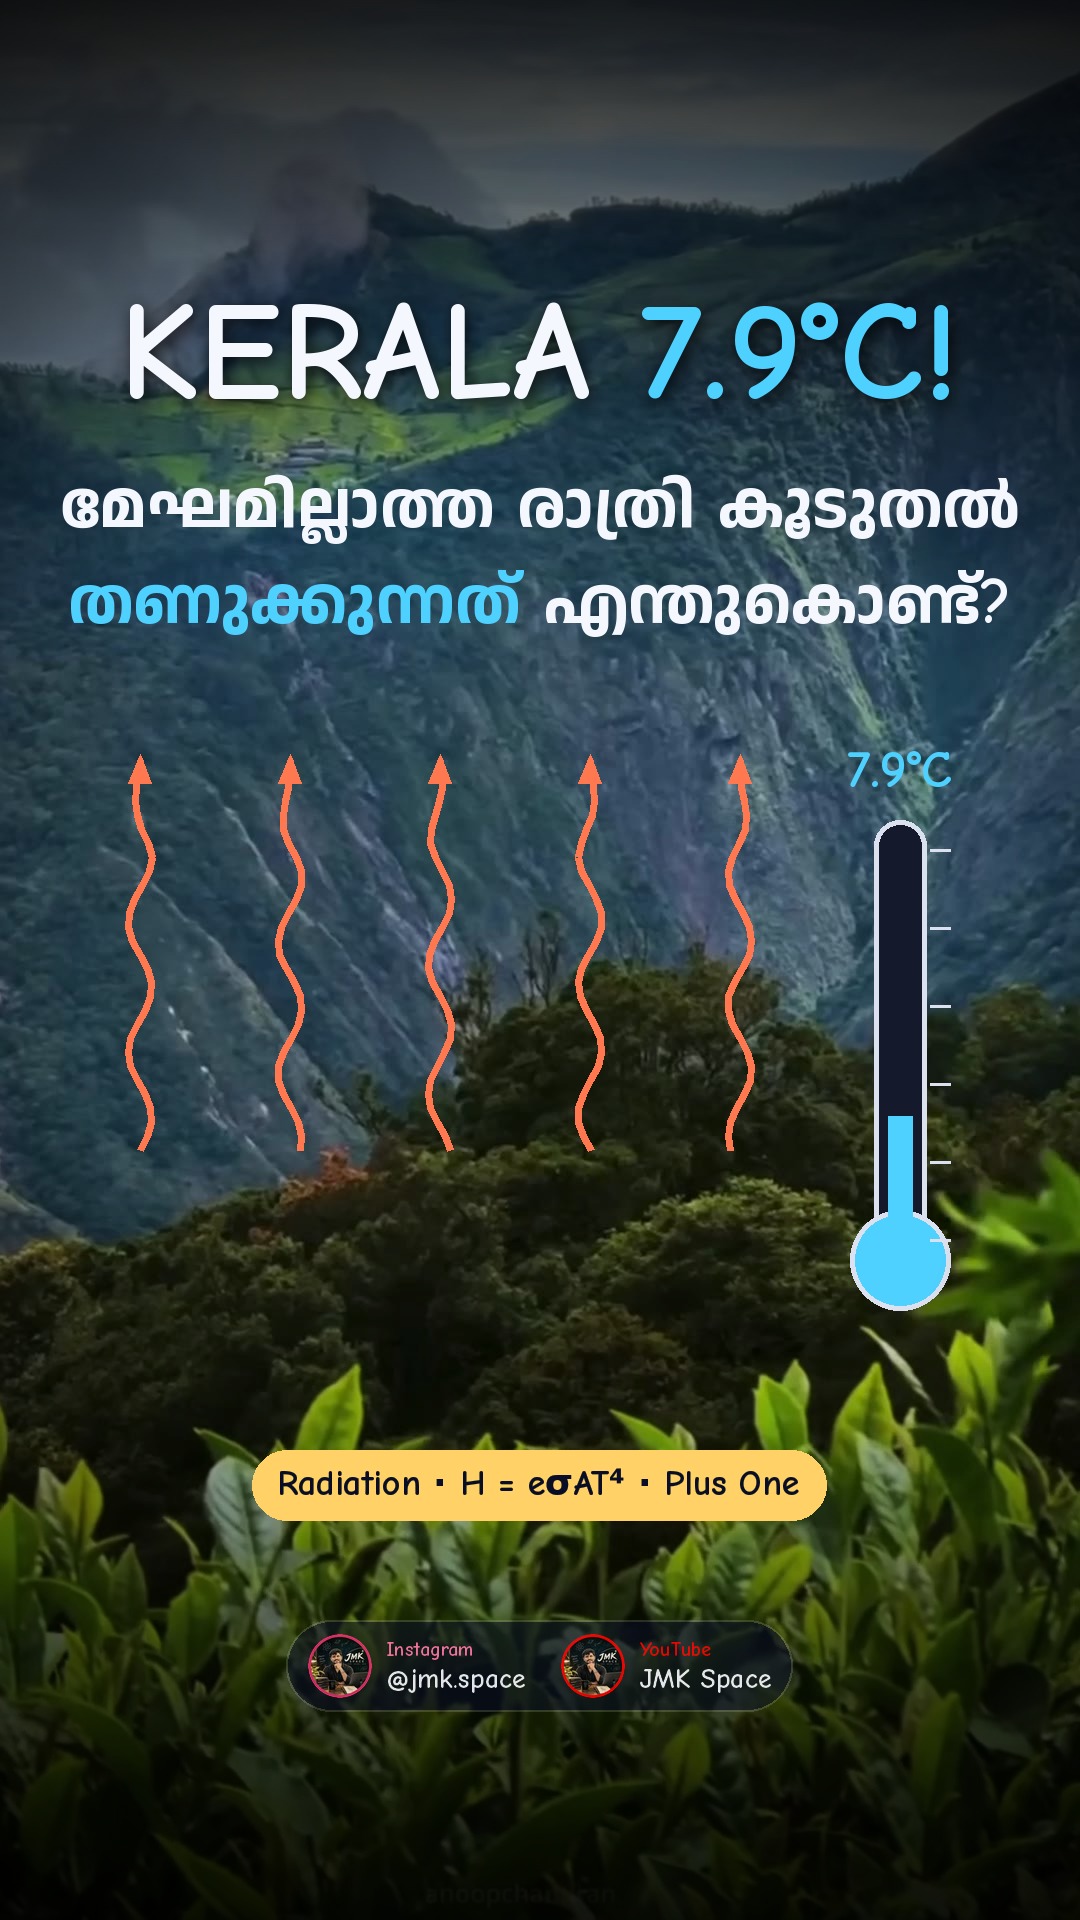 KERALA 7.9°C!
മേഘമില്ലാത്ത രാത്രി കൂടുതൽ
തണുക്കുന്നത് എന്തുകൊണ്ട്?
7.9°C
Radiation · H = eσAT⁴ · Plus One
Instagram
@jmk.space
YouTube
JMK Space